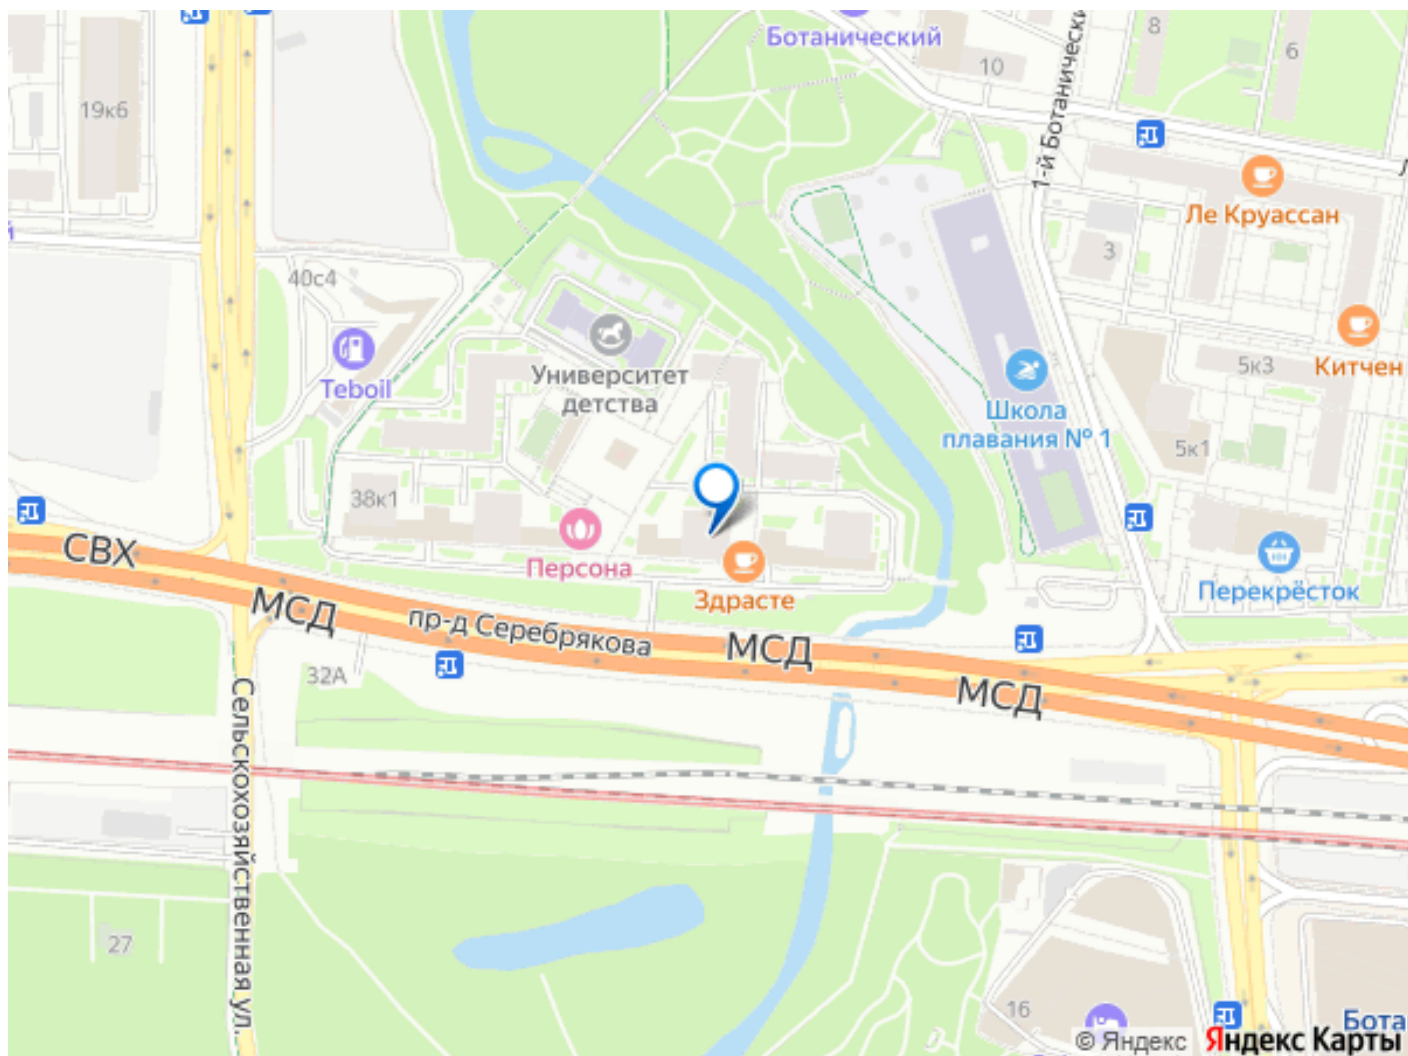 Ботанический
8
6
10
19к6
1-й Ботанически
Ле Круассан
3
40с4
Teboil
Университет
детства
Китчен
5к3
Школа
плавания № 1
5к1
38к1
Персона
Здрасте
Перекрёсток
СВХ
МСД
пр-д Серебрякова
МСД
МСД
32А
Сельскохозяйственная ул.
27
16
Бота
© Яндекс
Яндекс Карты